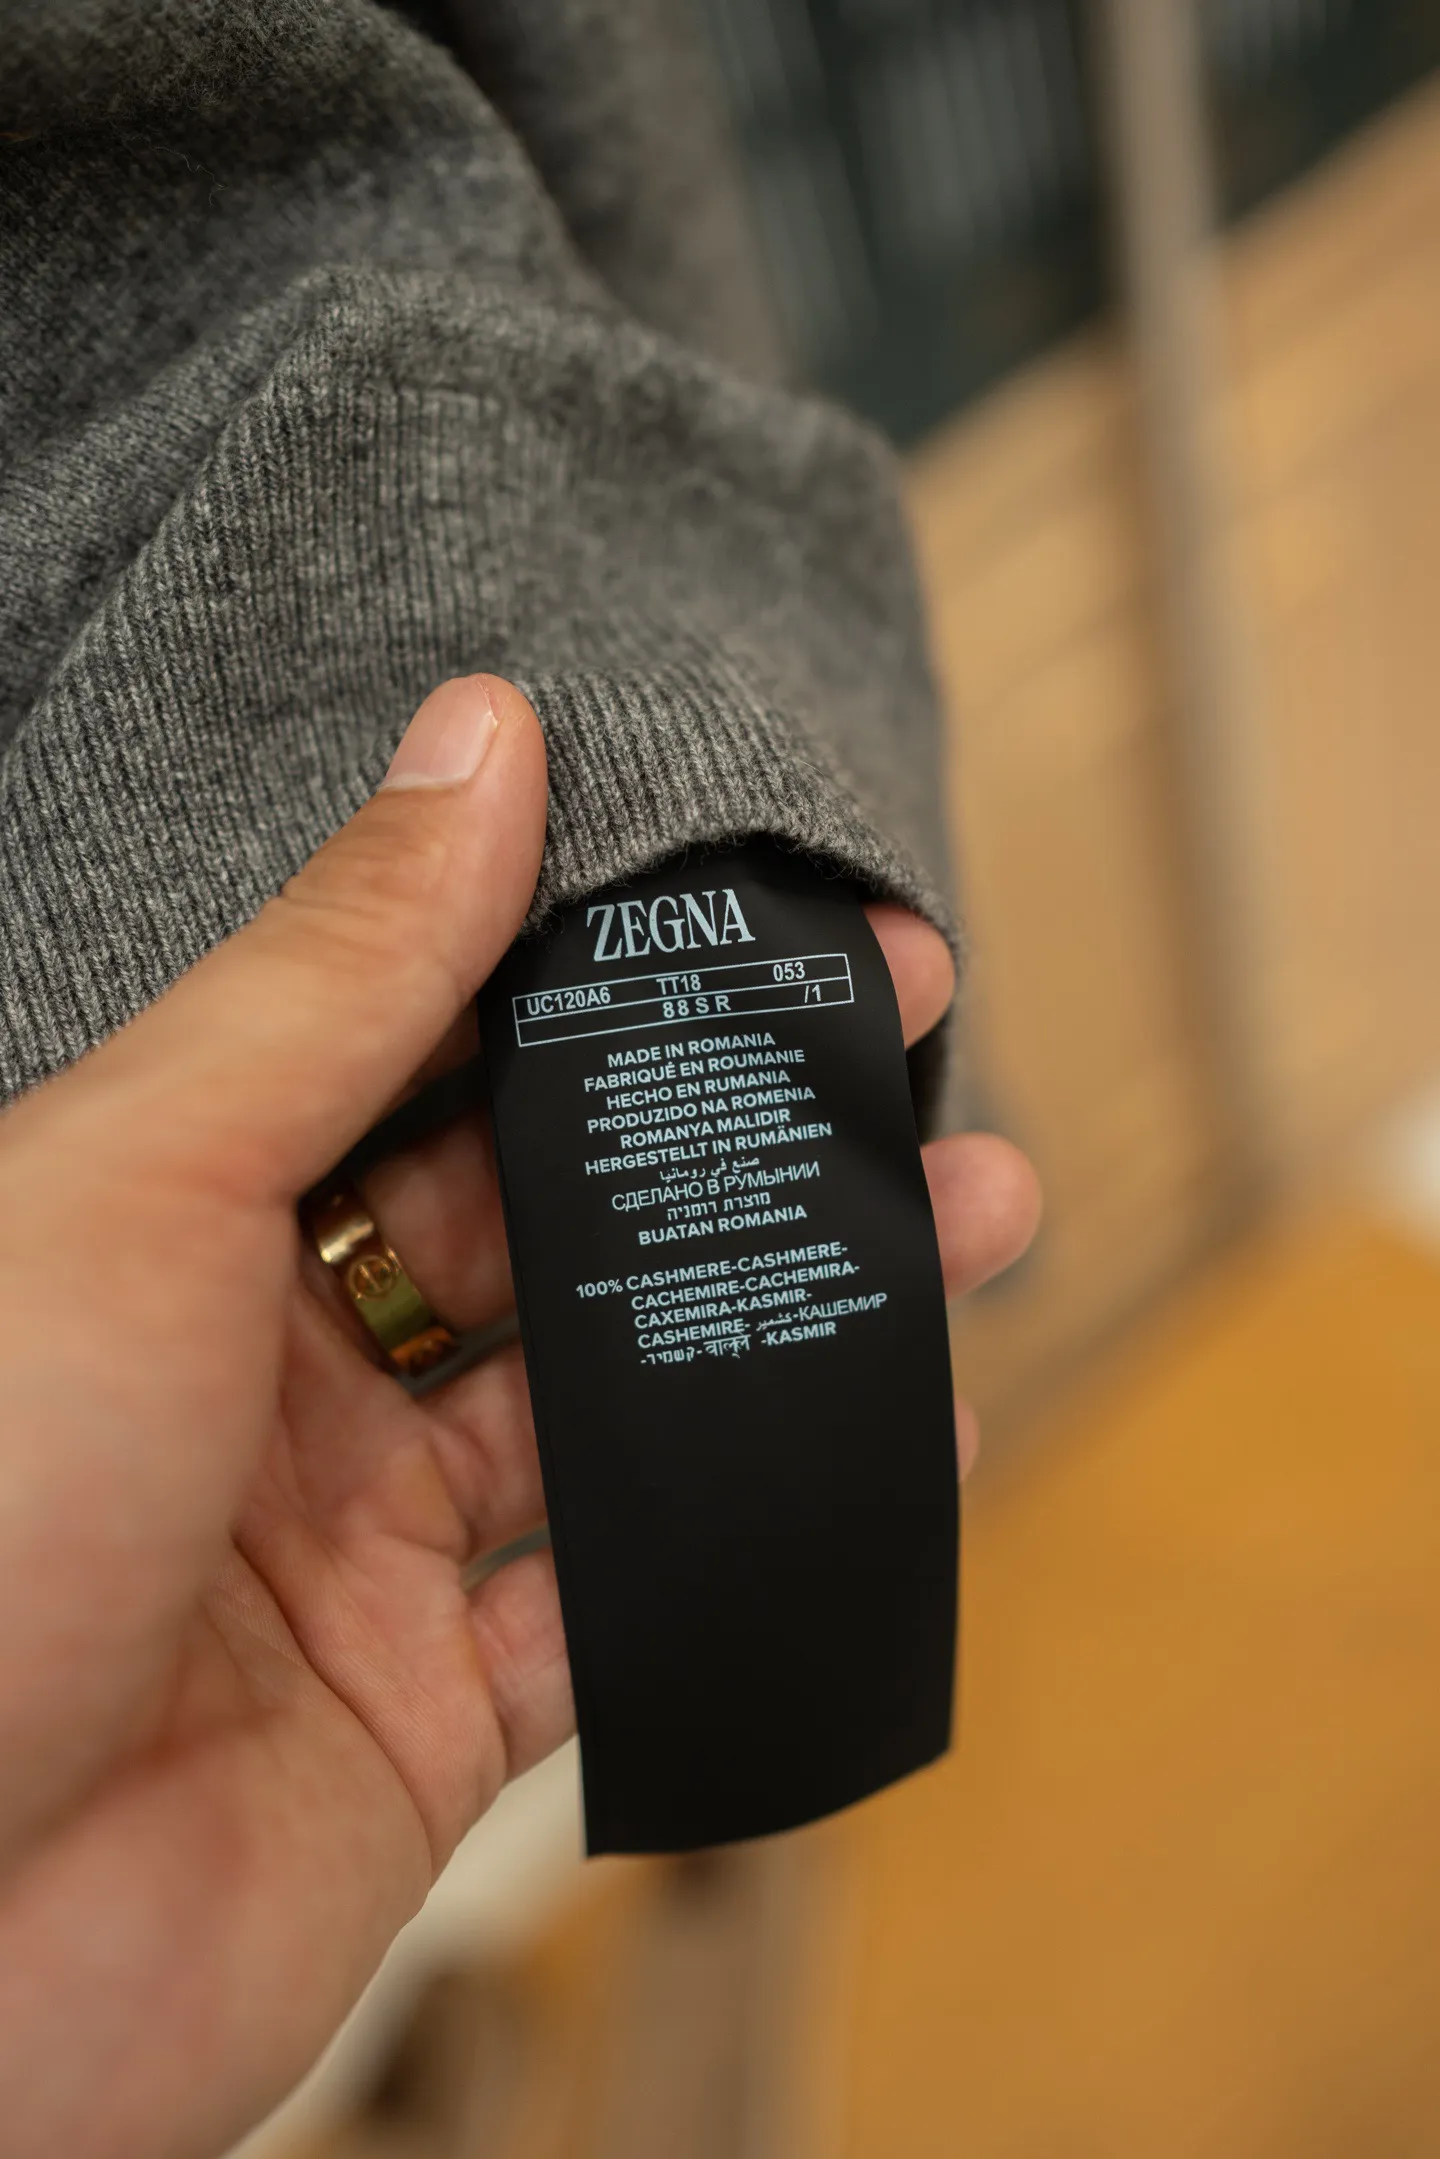 ZEGNA
UC120A6 TT18 053
88 S R /1
MADE IN ROMANIA
FABRIQUÉ EN ROUMANIE
HECHO EN RUMANIA
PRODUZIDO NA ROMENIA
ROMANYA MALIDIR
HERGESTELLT IN RUMÄNIEN
صنع في رومانيا
СДЕЛАНО В РУМЫНИИ
מוצרת רומניה
BUATAN ROMANIA
100% CASHMERE-CASHMERE-
CACHEMIRE-CACHEMIRA-
CAXEMIRA-KASMIR-
CASHEMIRE- كشمير-КАШЕМИР
-קשמיר- -KASMIR